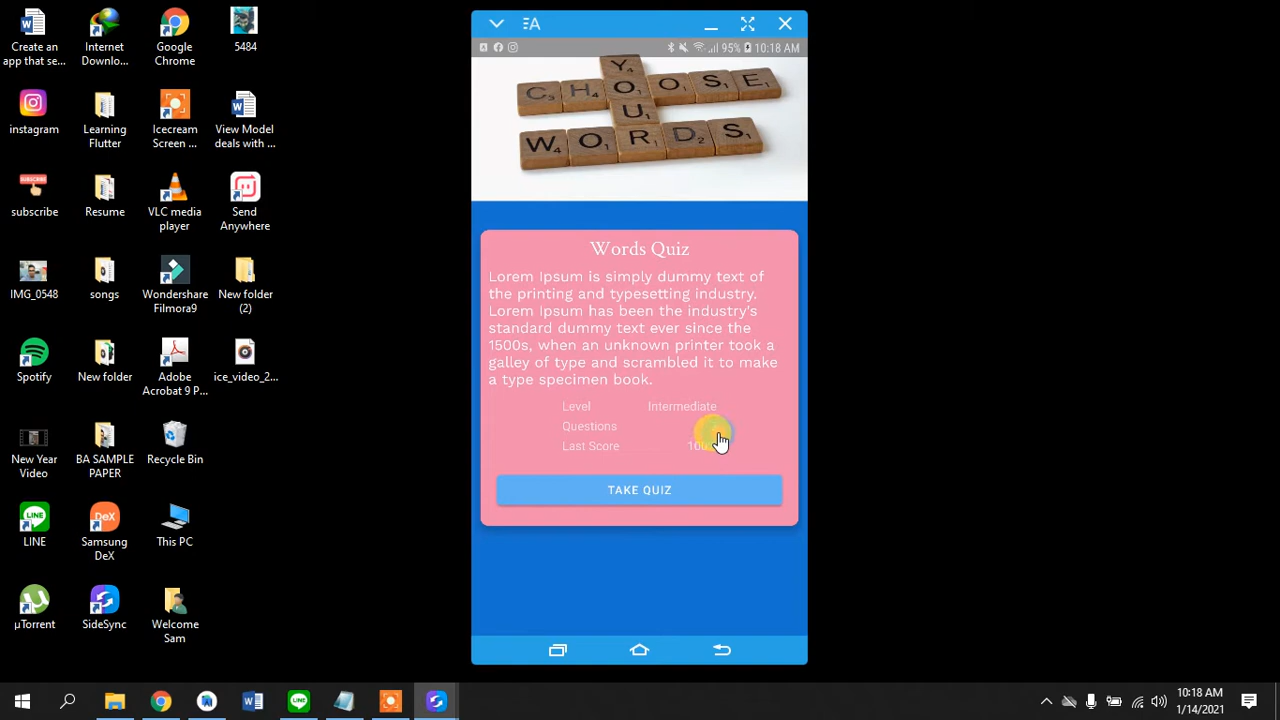 Create an app that se...
Internet Downlo...
Google Chrome
5484
instagram
Learning Flutter
Icecream Screen ...
View Model deals with ...
subscribe
Resume
VLC media player
Send Anywhere
IMG_0548
songs
Wondershare Filmora9
New folder (2)
Spotify
New folder
Adobe Acrobat 9 P...
ice_video_2...
New Year Video
BA SAMPLE PAPER
Recycle Bin
LINE
Samsung DeX
This PC
µTorrent
SideSync
Welcome Sam
A
95% 10:18 AM
CHOOSE
YOUR
WORDS
Words Quiz
Lorem Ipsum is simply dummy text of
the printing and typesetting industry.
Lorem Ipsum has been the industry's
standard dummy text ever since the
1500s, when an unknown printer took a
galley of type and scrambled it to make
a type specimen book.
Level Intermediate
Questions
Last Score
TAKE QUIZ
10:18 AM
1/14/2021